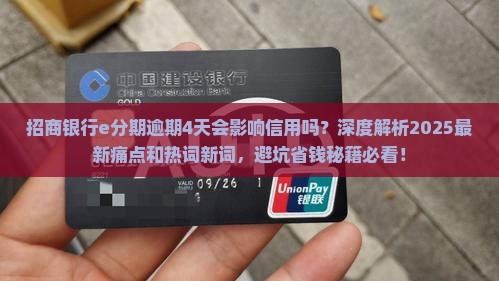 中国建设银行
China Construction Bank
GOLD
招商银行e分期逾期4天会影响信用吗？深度解析2025最
新痛点和热词新词，避坑省钱秘籍必看！
6221
VALID
THRU
09/26
UnionPay
银联